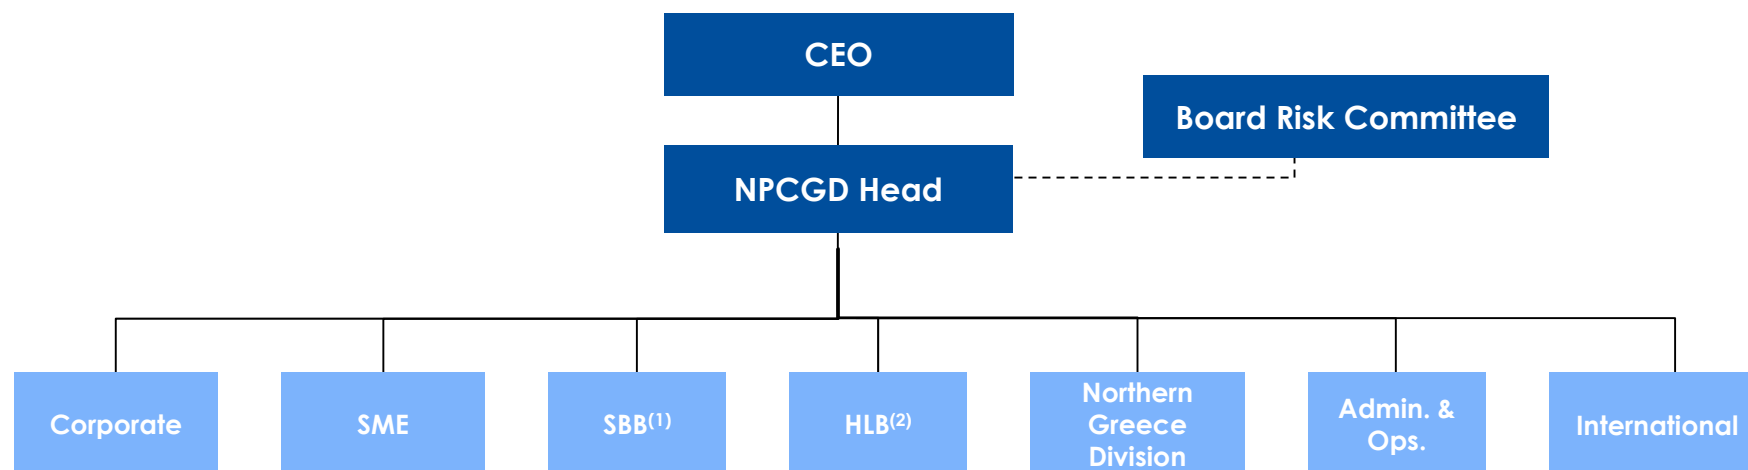 CEO
Board Risk Committee
NPCGD Head
Corporate
SME
SBB(1)
HLB(2)
Northern
Greece
Division
Admin. &
Ops.
International